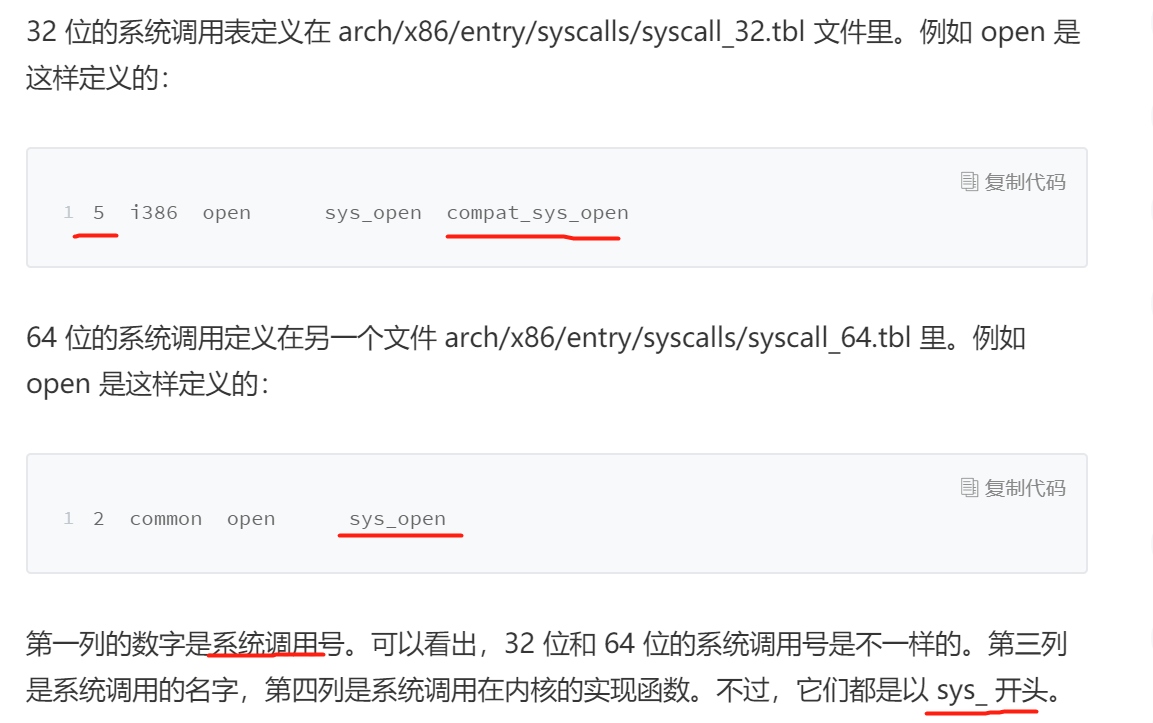 32 位的系统调用表定义在 arch/x86/entry/syscalls/syscall_32.tbl 文件里。例如 open 是
这样定义的：
复制代码
1 5 i386 open sys_open compat_sys_open
64 位的系统调用定义在另一个文件 arch/x86/entry/syscalls/syscall_64.tbl 里。例如
open 是这样定义的：
复制代码
1 2 common open sys_open
第一列的数字是系统调用号。可以看出，32 位和 64 位的系统调用号是不一样的。第三列
是系统调用的名字，第四列是系统调用在内核的实现函数。不过，它们都是以 sys_ 开头。